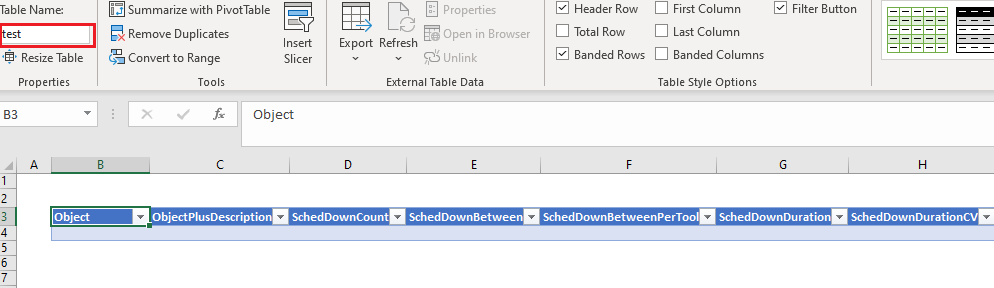 Table Name:
test
Resize Table
Properties
Summarize with PivotTable
Remove Duplicates
Convert to Range
Tools
Insert
Slicer
Export
Refresh
Properties
Open in Browser
Unlink
External Table Data
Header Row
Total Row
Banded Rows
First Column
Last Column
Banded Columns
Filter Button
Table Style Options
B3
fx
Object
A B C D E F G H
1
2
3 Object ObjectPlusDescription SchedDownCount SchedDownBetween SchedDownBetweenPerTool SchedDownDuration SchedDownDurationCV
4
5
6
7